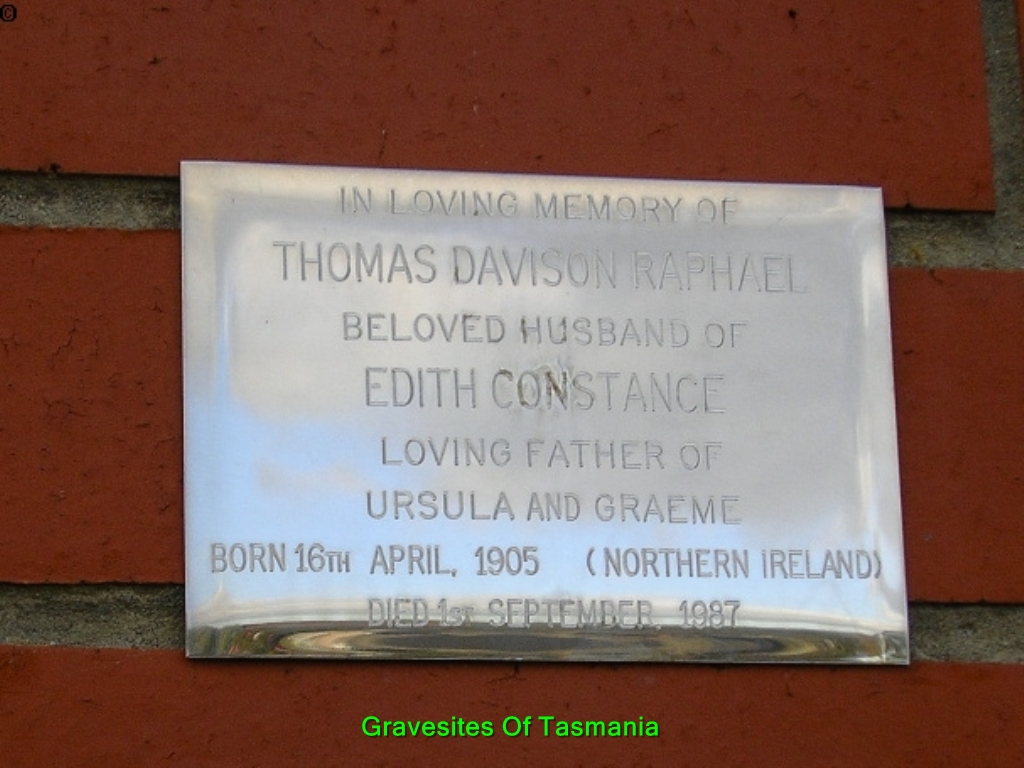 ©
IN LOVING MEMORY OF
THOMAS DAVISON RAPHAEL
BELOVED HUSBAND OF
EDITH CONSTANCE
LOVING FATHER OF
URSULA AND GRAEME
BORN 16TH APRIL, 1905 (NORTHERN IRELAND)
DIED 1ST SEPTEMBER, 1987
Gravesites Of Tasmania